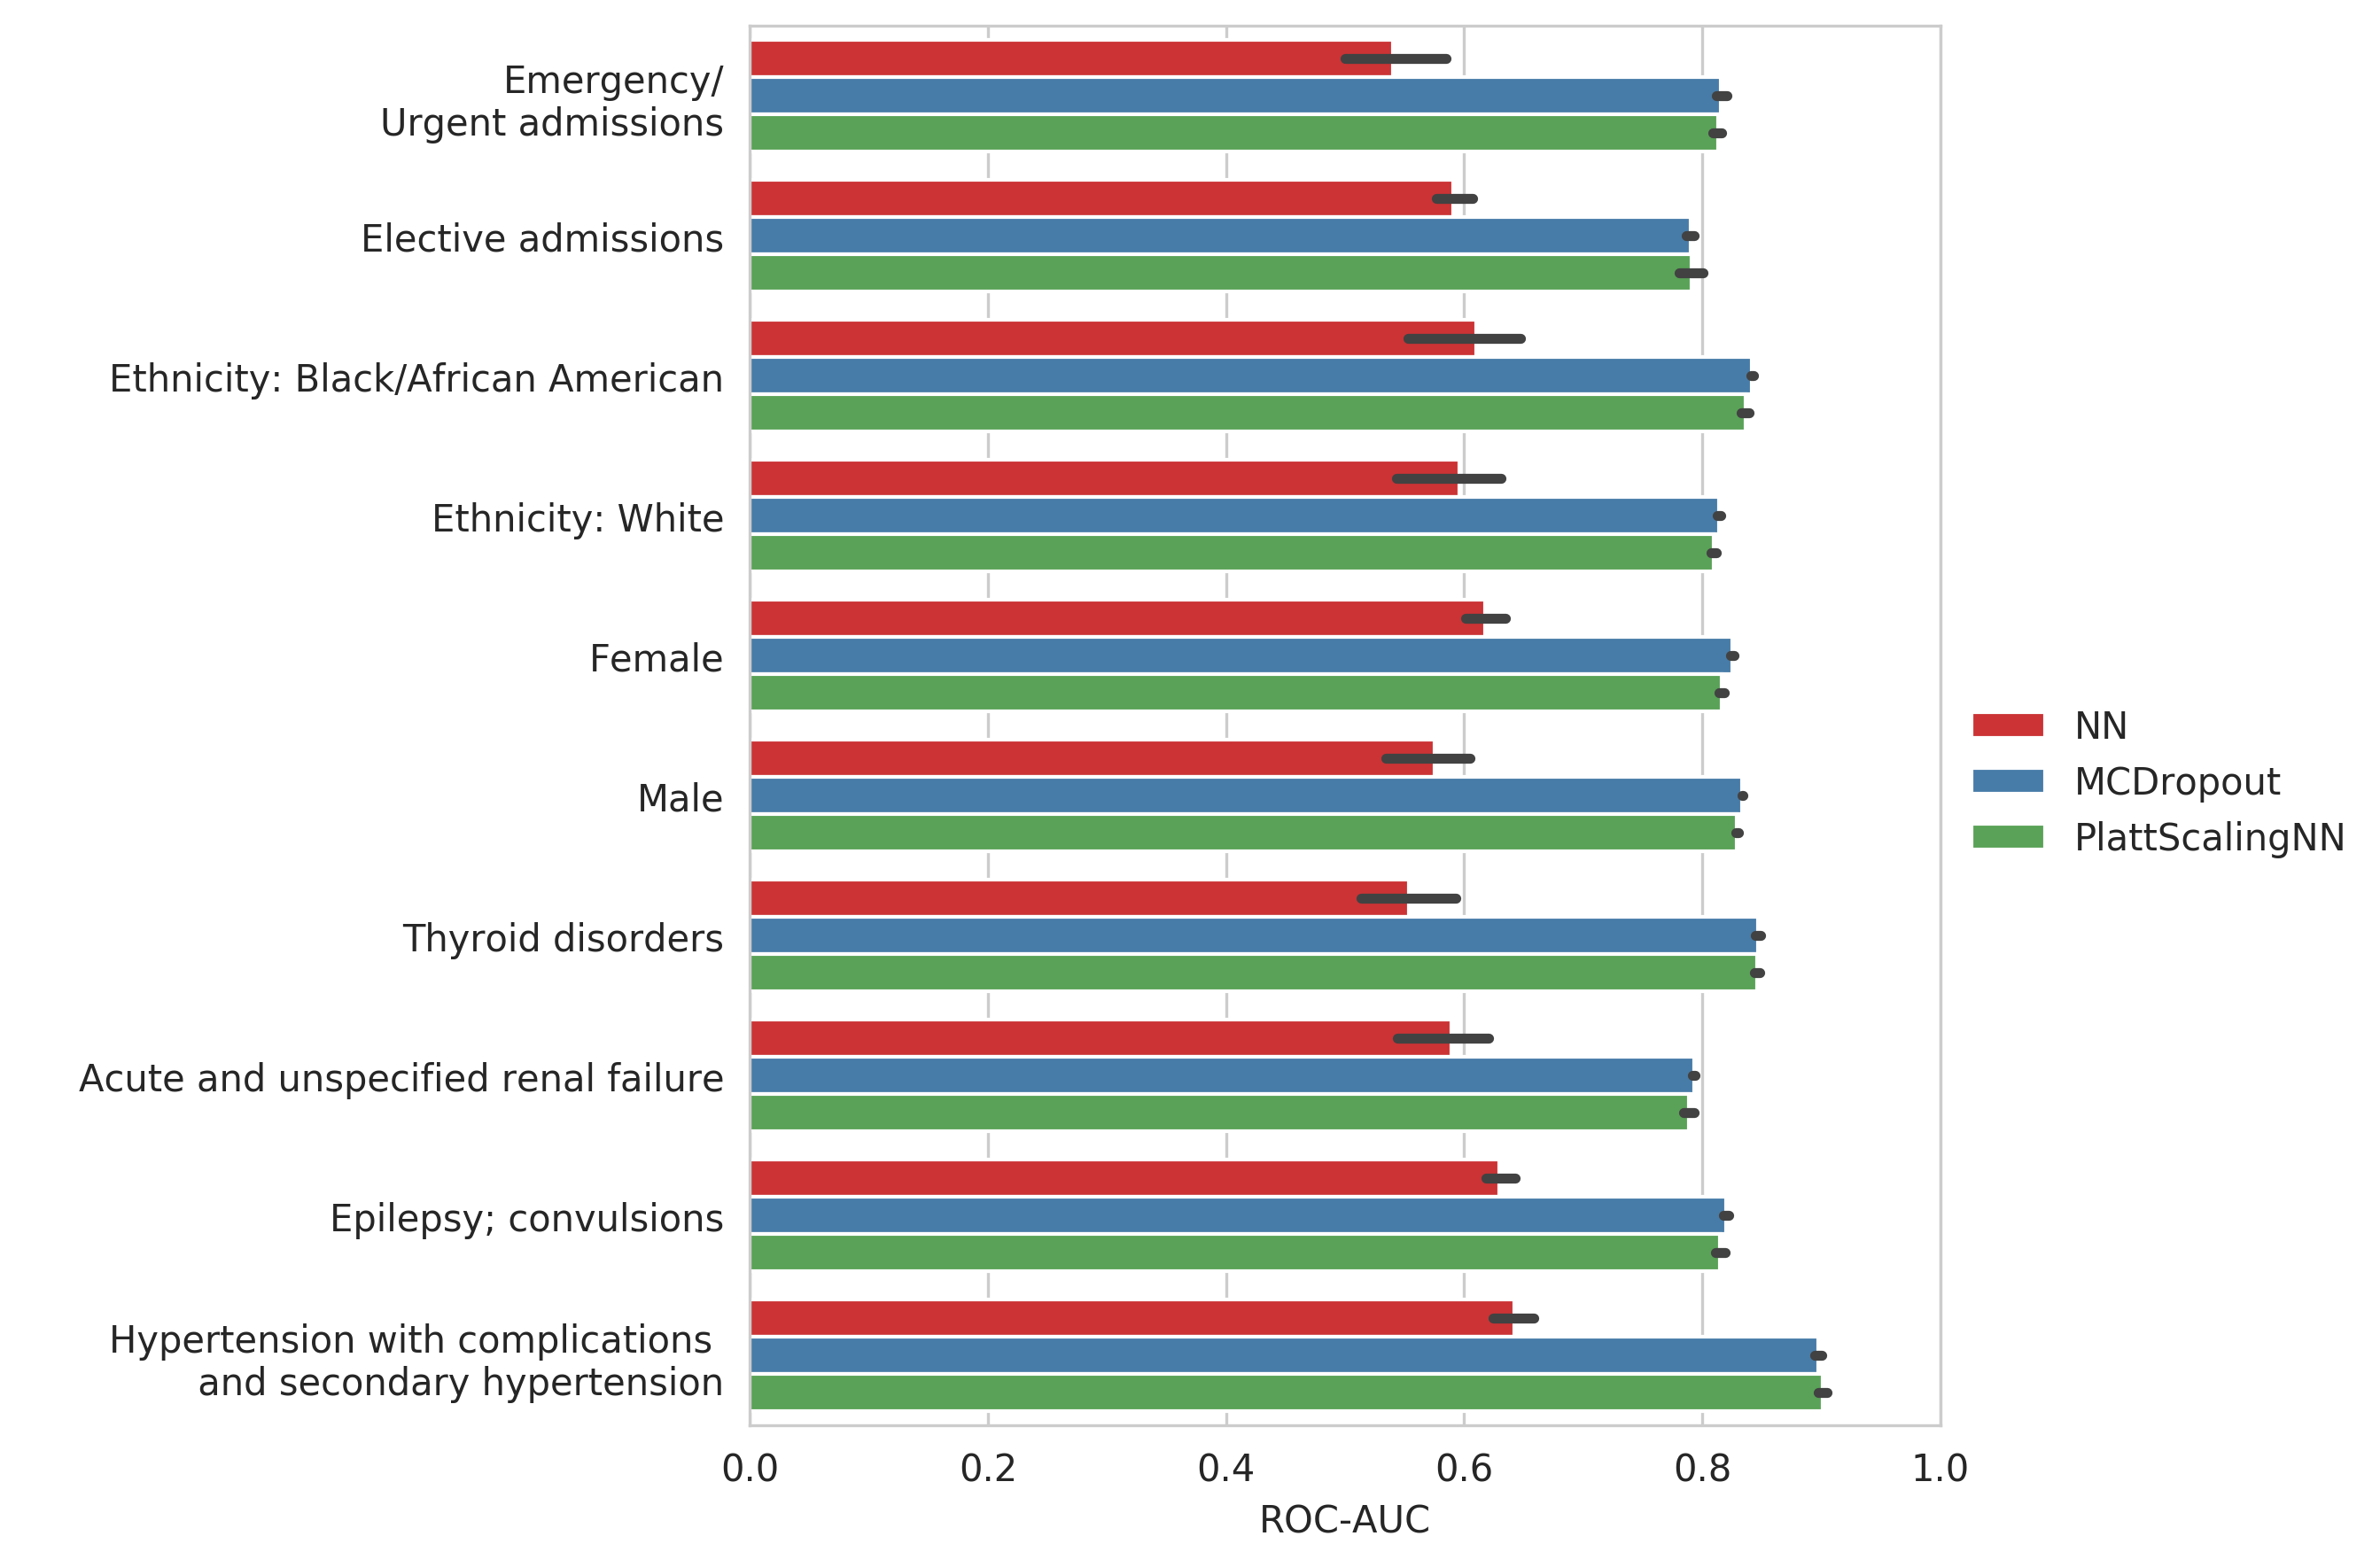 Emergency/
Urgent admissions
Elective admissions
Ethnicity: Black/African American
Ethnicity: White
Female
Male
Thyroid disorders
Acute and unspecified renal failure
Epilepsy; convulsions
Hypertension with complications
and secondary hypertension
0.0 0.2 0.4 0.6 0.8 1.0
ROC-AUC
NN
MCDropout
PlattScalingNN